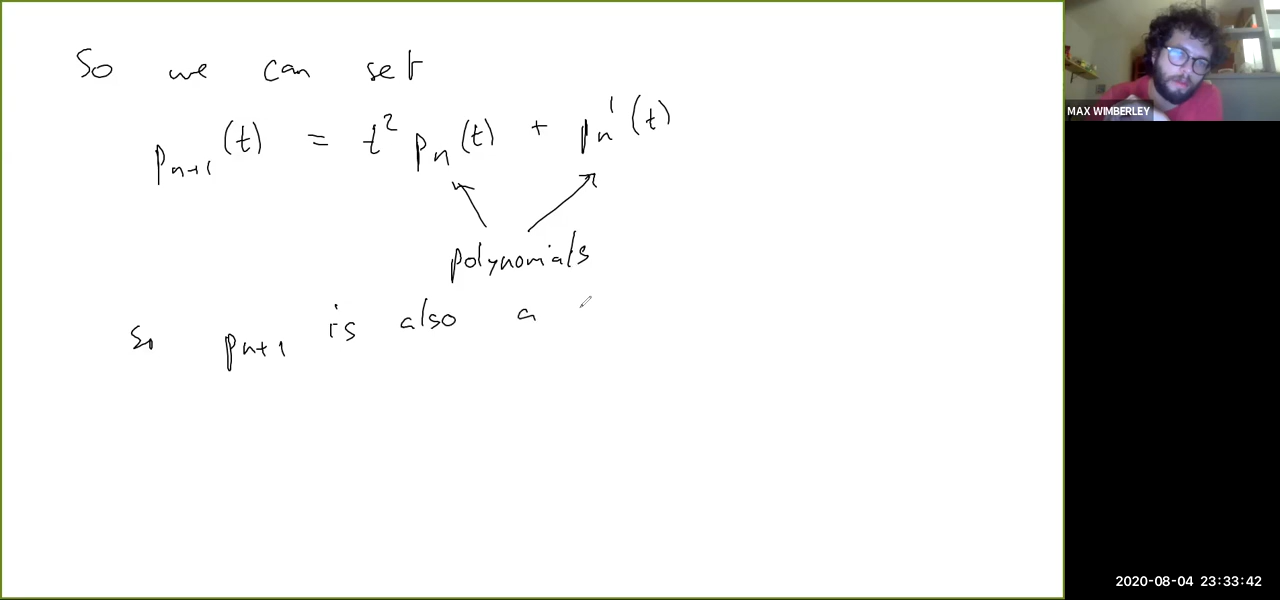 So we can set
p_{n+1}(t) = t² p_n(t) + p_n'(t)
polynomials
So p_{n+1} is also a
MAX WIMBERLEY
2020-08-04 23:33:42